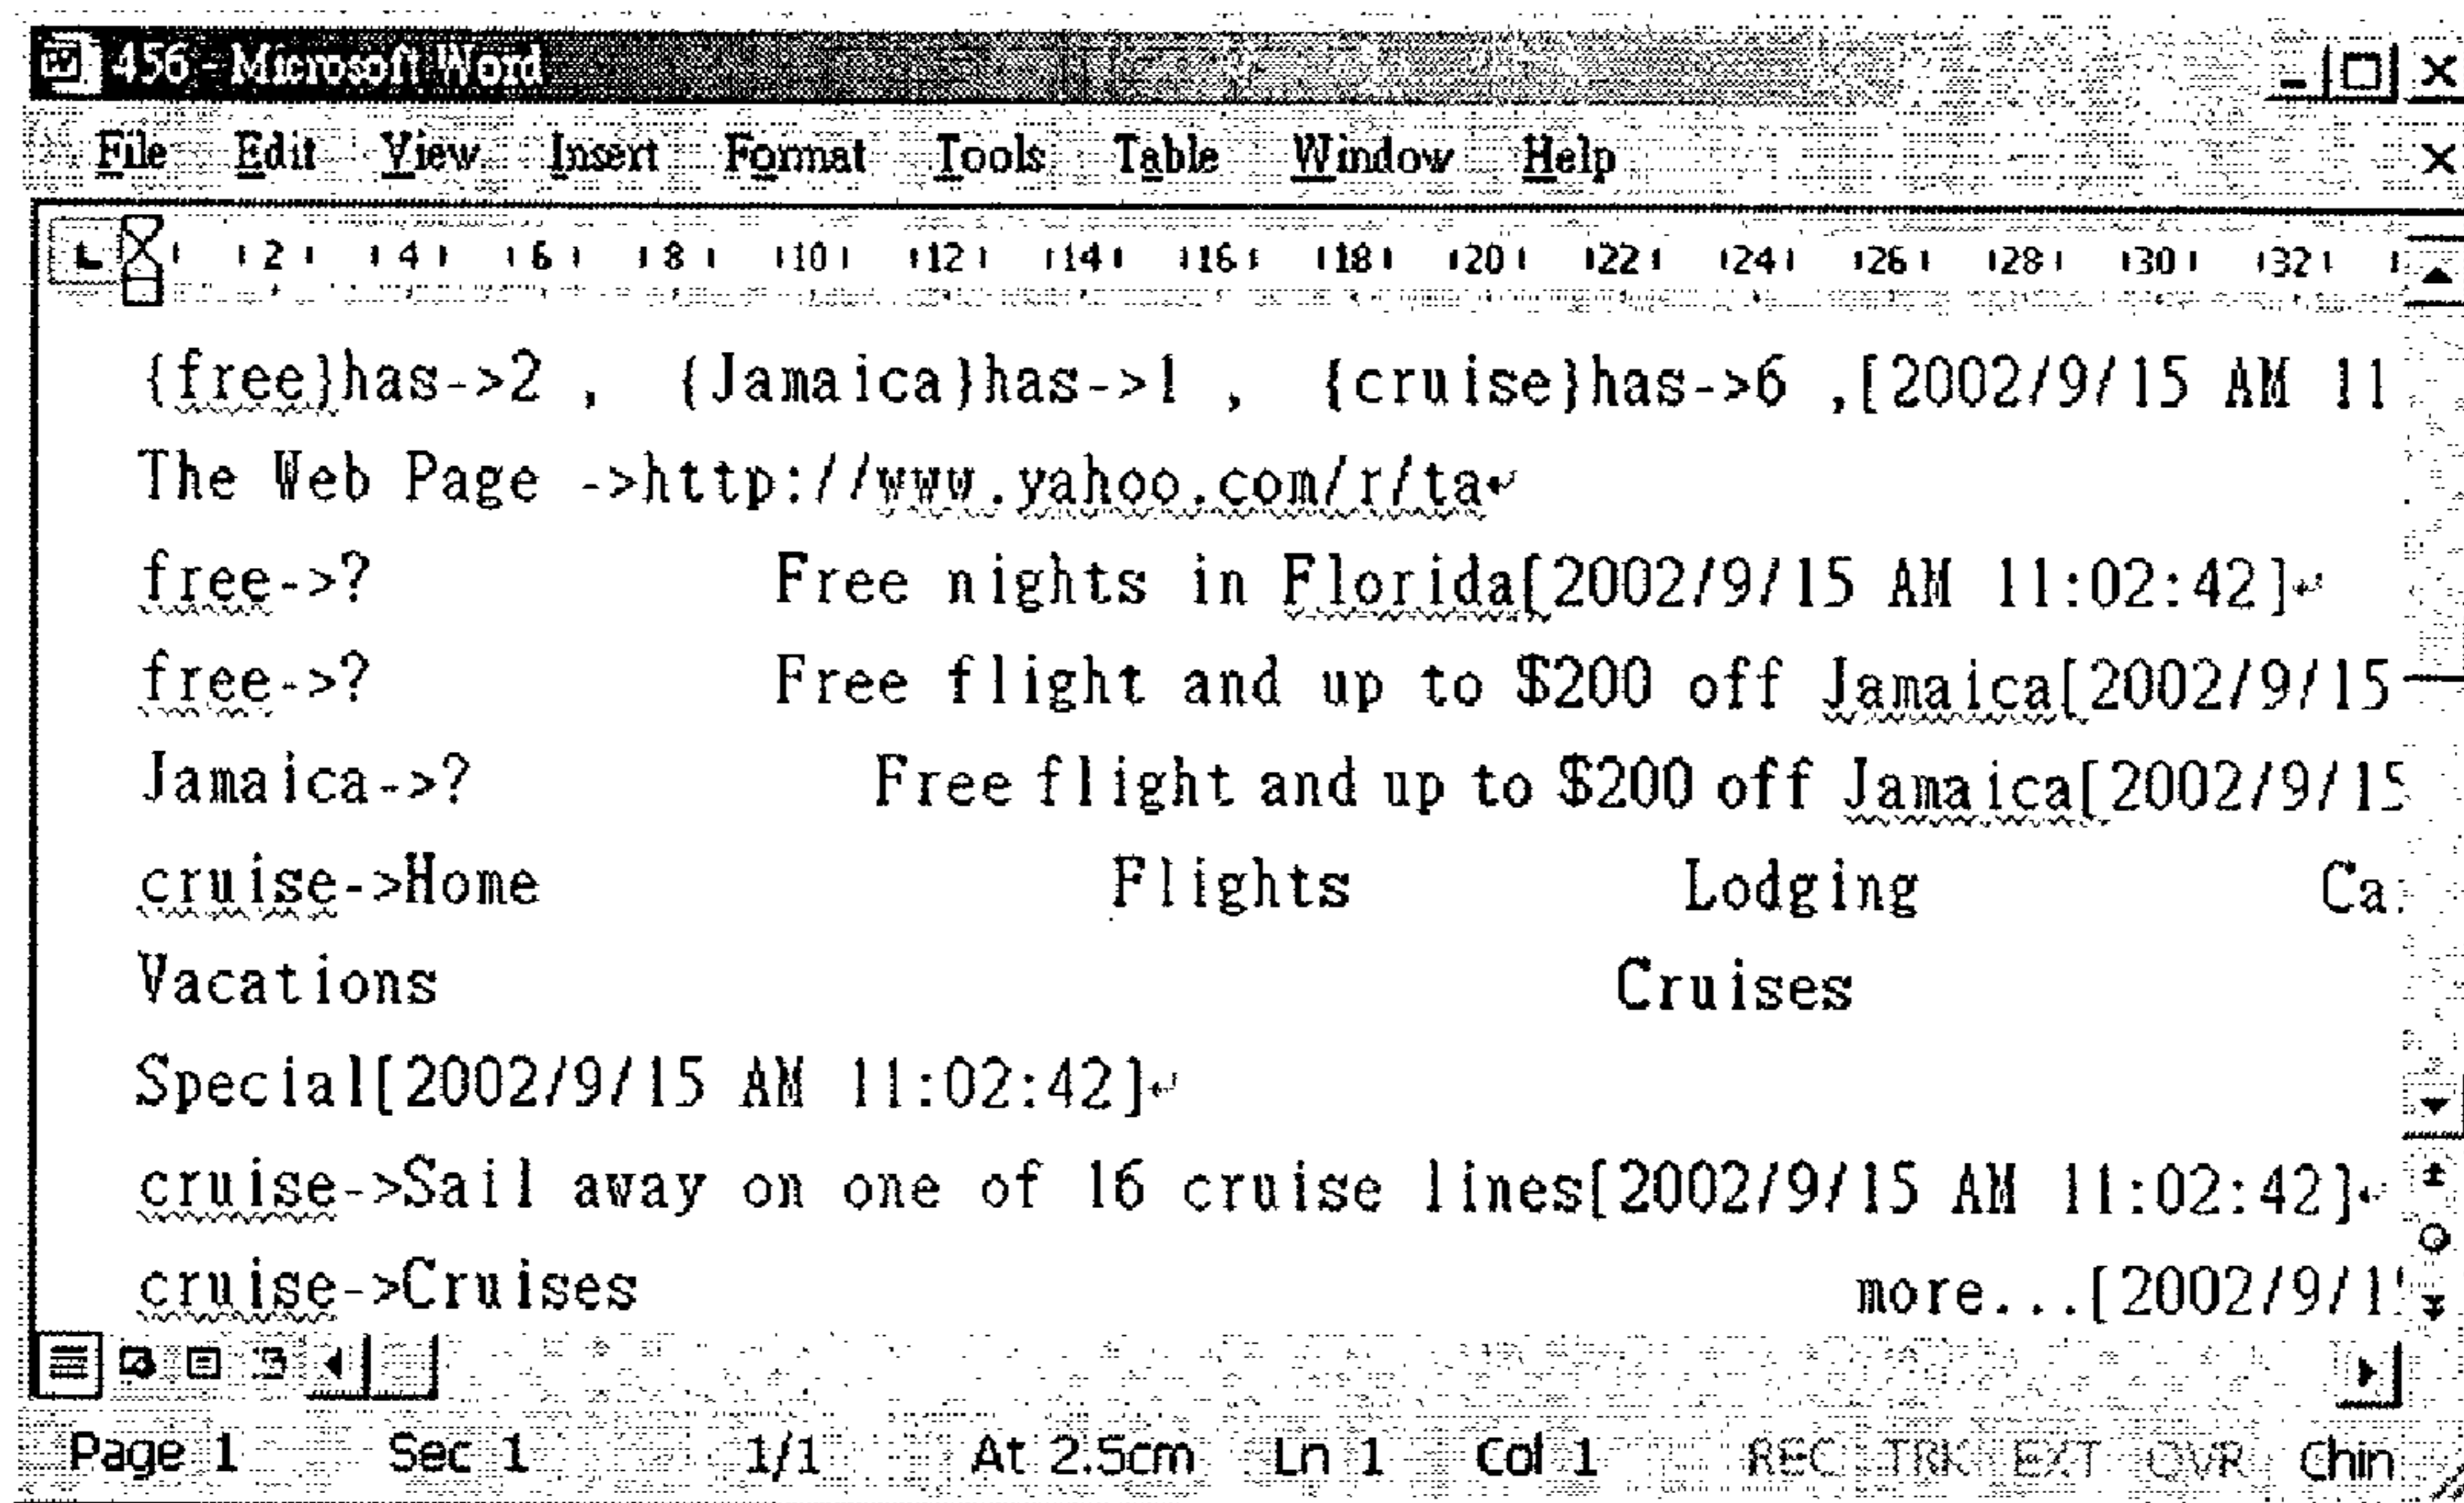 456 - Microsoft Word
File Edit View Insert Format Tools Table Window Help
2 4 6 8 10 12 14 16 18 20 22 24 26 28 30 32
{free}has->2 , {Jamaica}has->1 , {cruise}has->6 ,[2002/9/15 AM 11
The Web Page ->http://www.yahoo.com/r/ta↵
free->? Free nights in Florida[2002/9/15 AM 11:02:42]↵
free->? Free flight and up to $200 off Jamaica[2002/9/15
Jamaica->? Free flight and up to $200 off Jamaica[2002/9/15
cruise->Home Flights Lodging Ca
Vacations Cruises
Special[2002/9/15 AM 11:02:42]↵
cruise->Sail away on one of 16 cruise lines[2002/9/15 AM 11:02:42]↵
cruise->Cruises more...[2002/9/1
Page 1 Sec 1 1/1 At 2.5cm Ln 1 Col 1 REC TRK EXT OVR Chin